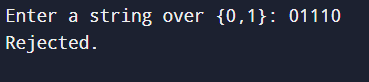 Enter a string over {0,1}: 01110
Rejected.